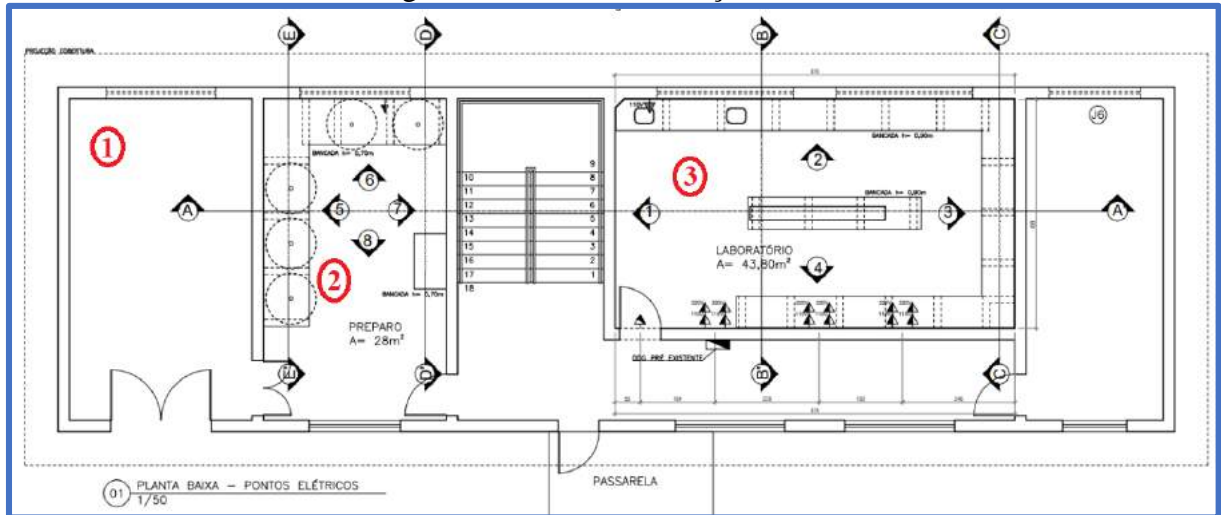 E
D
B
C
PROJEÇÃO COBERTURA
1
110V
J6
BANCADA h= 0,70m
BANCADA h= 0,90m
2
3
9
10
8
6
11
7
BANCADA h= 0,90m
A
5
7
12
6
1
3
A
13
5
14
4
8
15
3
LABORATÓRIO
A= 43,80m²
4
16
2
2
17
1
BANCADA h= 0,70m
18
PREPARO
A= 28m²
QDG PRÉ EXISTENTE
E'
D'
B'
C
PASSARELA
01
PLANTA BAIXA – PONTOS ELÉTRICOS
1/50